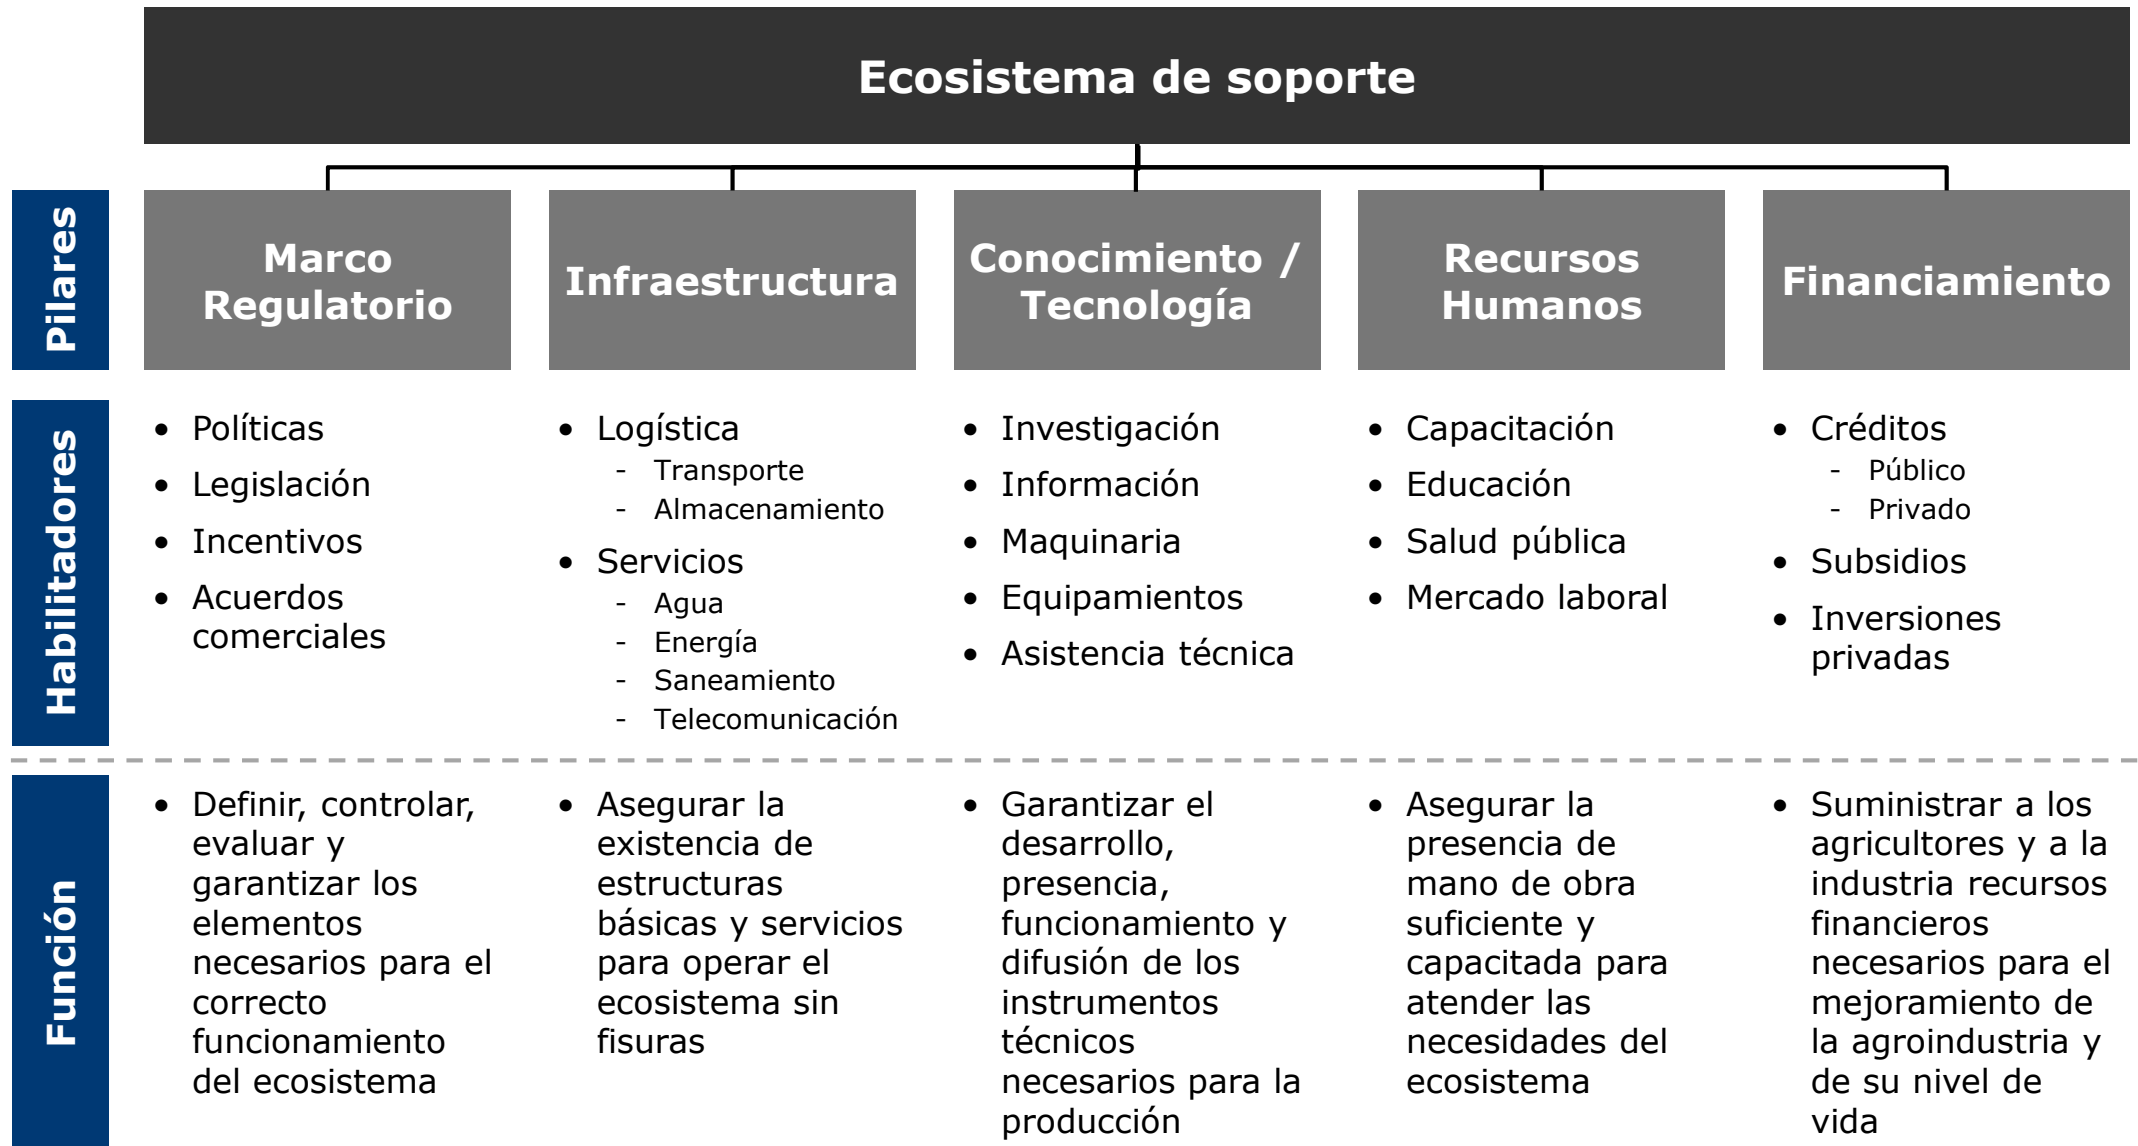 Ecosistema de soporte
Pilares
Marco
Regulatorio
Infraestructura
Conocimiento /
Tecnología
Recursos
Humanos
Financiamiento
Habilitadores
• Políticas
• Legislación
• Incentivos
• Acuerdos
comerciales
• Logística
- Transporte
- Almacenamiento
• Servicios
- Agua
- Energía
- Saneamiento
- Telecomunicación
• Investigación
• Información
• Maquinaria
• Equipamientos
• Asistencia técnica
• Capacitación
• Educación
• Salud pública
• Mercado laboral
• Créditos
- Público
- Privado
• Subsidios
• Inversiones
privadas
Función
• Definir, controlar,
evaluar y
garantizar los
elementos
necesarios para el
correcto
funcionamiento
del ecosistema
• Asegurar la
existencia de
estructuras
básicas y servicios
para operar el
ecosistema sin
fisuras
• Garantizar el
desarrollo,
presencia,
funcionamiento y
difusión de los
instrumentos
técnicos
necesarios para la
producción
• Asegurar la
presencia de
mano de obra
suficiente y
capacitada para
atender las
necesidades del
ecosistema
• Suministrar a los
agricultores y a la
industria recursos
financieros
necesarios para el
mejoramiento de
la agroindustria y
de su nivel de
vida